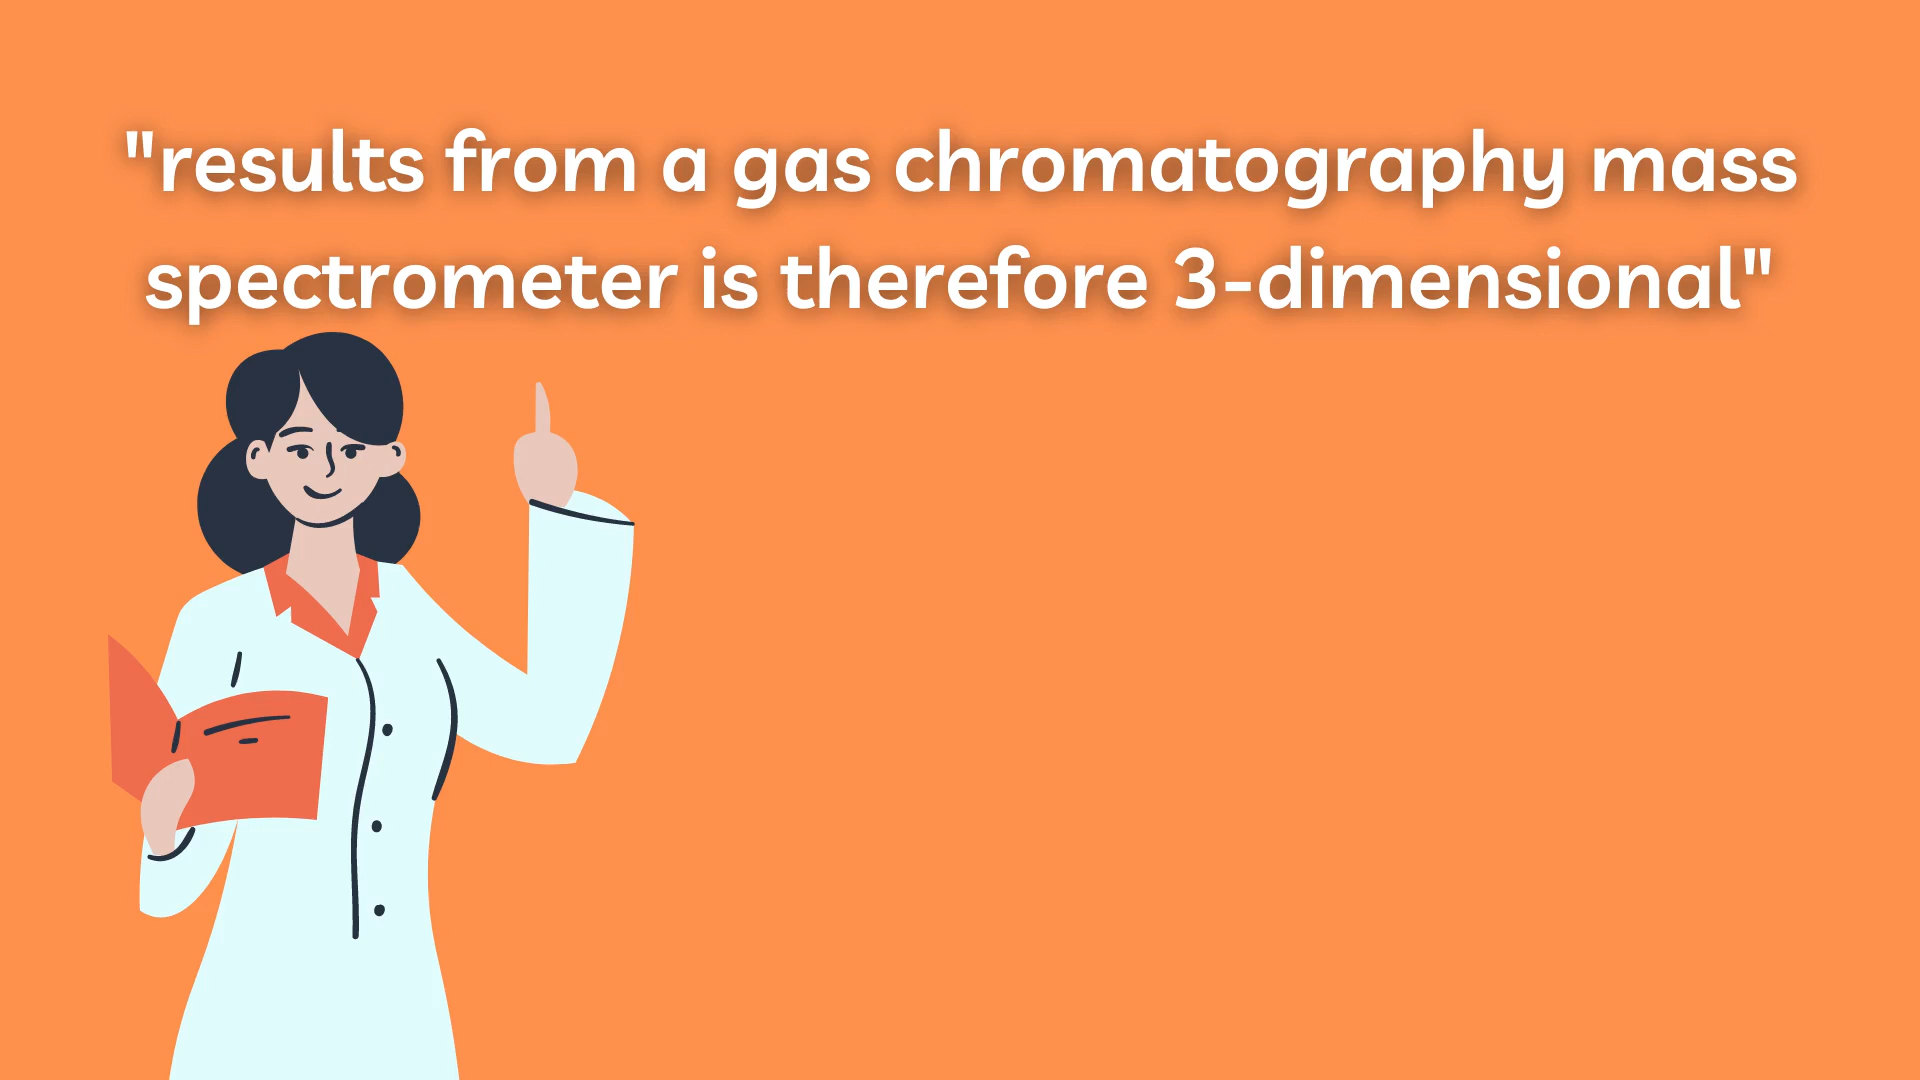 "results from a gas chromatography mass
spectrometer is therefore 3-dimensional"